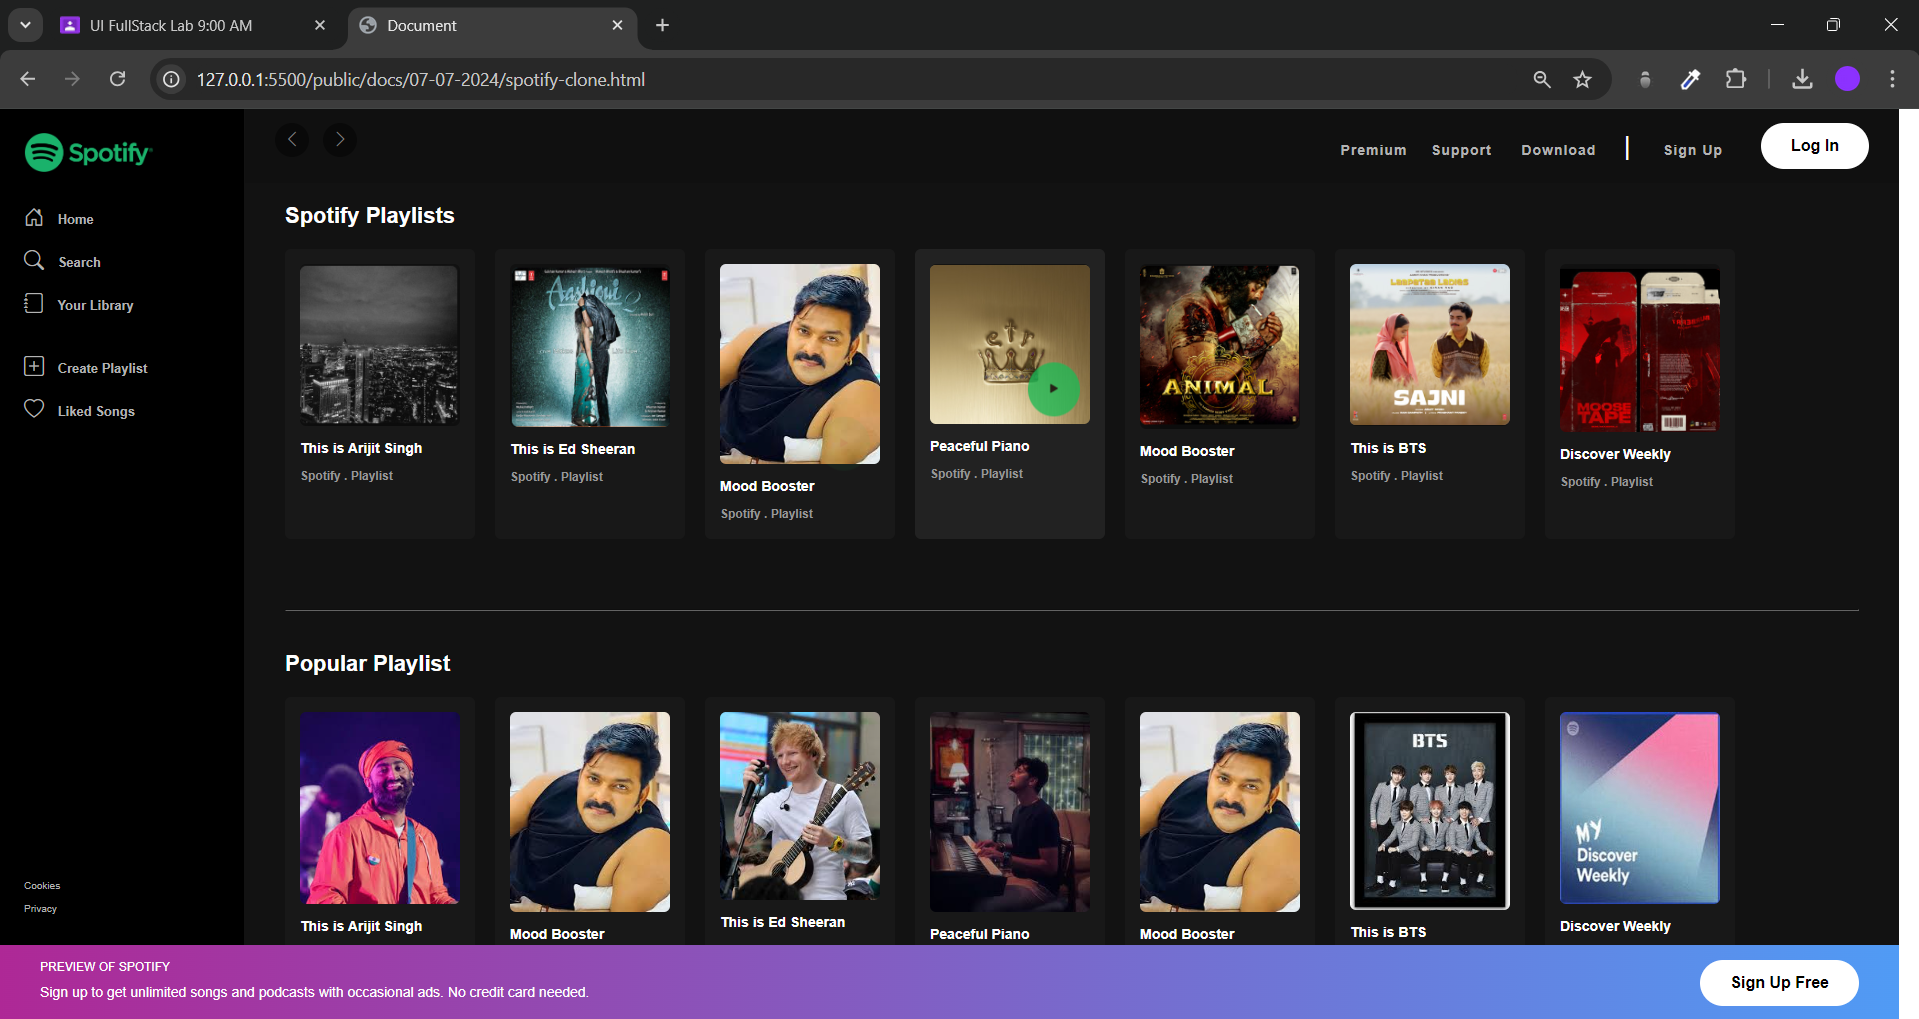 UI FullStack Lab 9:00 AM
Document
127.0.0.1:5500/public/docs/07-07-2024/spotify-clone.html
Spotify
Premium Support Download | Sign Up Log In
Home
Search
Your Library
Create Playlist
Liked Songs
Spotify Playlists
Aashiqui 2
etr
ANIMAL
LAAPATAA LADIES
SAJNI
MOOSE TAPE
This is Arijit Singh
Spotify . Playlist
This is Ed Sheeran
Spotify . Playlist
Mood Booster
Spotify . Playlist
Peaceful Piano
Spotify . Playlist
Mood Booster
Spotify . Playlist
This is BTS
Spotify . Playlist
Discover Weekly
Spotify . Playlist
Popular Playlist
BTS
MY
Discover
Weekly
This is Arijit Singh
Mood Booster
This is Ed Sheeran
Peaceful Piano
Mood Booster
This is BTS
Discover Weekly
Cookies
Privacy
PREVIEW OF SPOTIFY
Sign up to get unlimited songs and podcasts with occasional ads. No credit card needed.
Sign Up Free